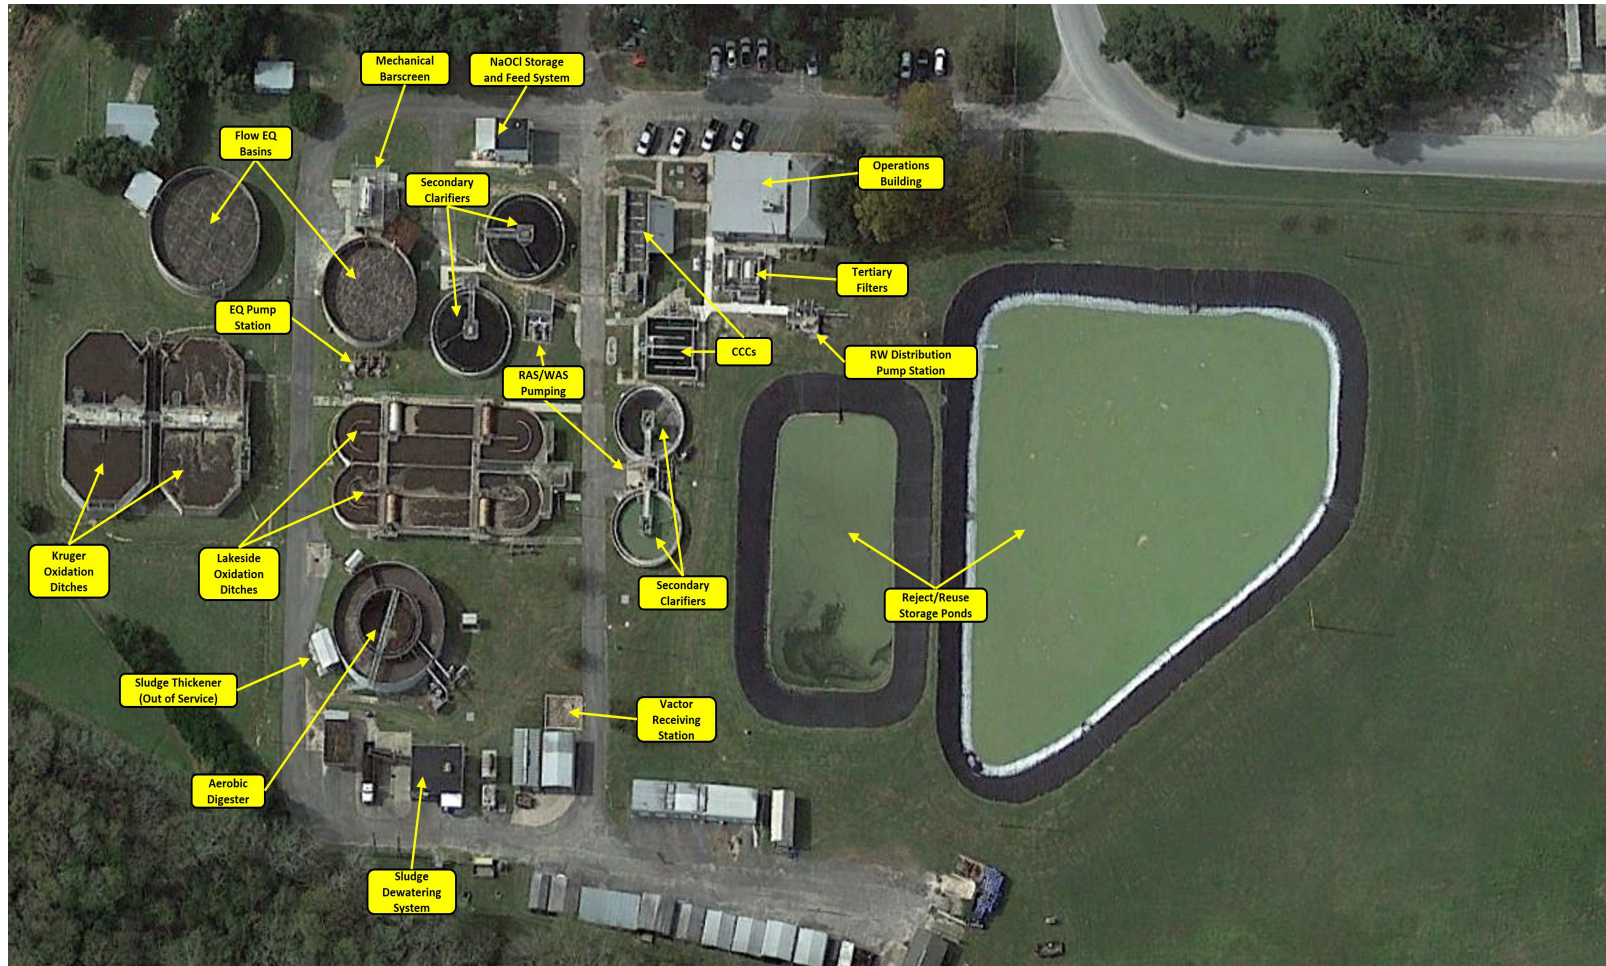 Mechanical
Barscreen
NaOCl Storage
and Feed System
Flow EQ
Basins
Secondary
Clarifiers
Operations
Building
Tertiary
Filters
EQ Pump
Station
CCCs
RW Distribution
Pump Station
RAS/WAS
Pumping
Kruger
Oxidation
Ditches
Lakeside
Oxidation
Ditches
Secondary
Clarifiers
Reject/Reuse
Storage Ponds
Sludge Thickener
(Out of Service)
Vactor
Receiving
Station
Aerobic
Digester
Sludge
Dewatering
System